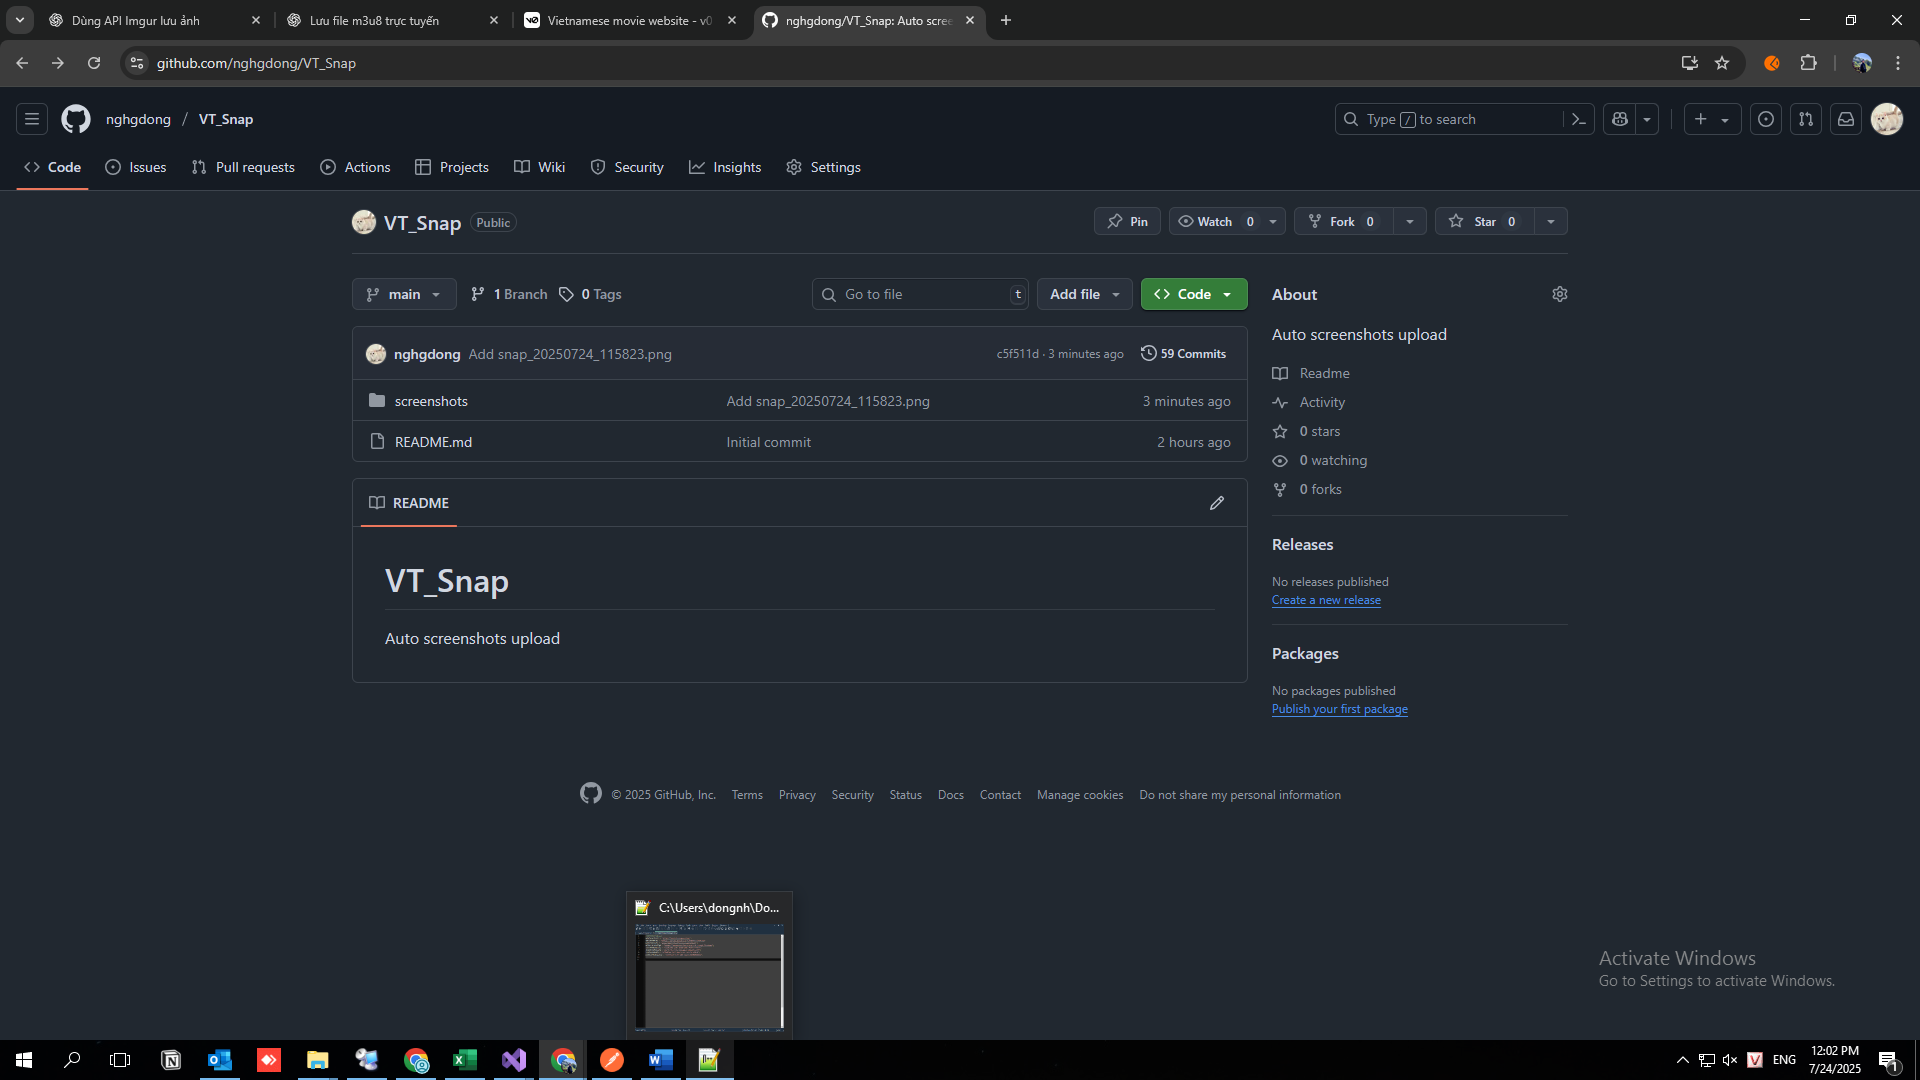 Dùng API Imgur lưu ảnh
Lưu file m3u8 trực tuyến
Vietnamese movie website - v0
nghgdong/VT_Snap: Auto scree
github.com/nghgdong/VT_Snap
nghgdong / VT_Snap
Type / to search
Code
Issues
Pull requests
Actions
Projects
Wiki
Security
Insights
Settings
VT_Snap
Public
Pin
Watch 0
Fork 0
Star 0
main
1 Branch
0 Tags
Go to file
t
Add file
Code
nghgdong Add snap_20250724_115823.png
c5f511d · 3 minutes ago
59 Commits
screenshots
Add snap_20250724_115823.png
3 minutes ago
README.md
Initial commit
2 hours ago
README
VT_Snap
Auto screenshots upload
About
Auto screenshots upload
Readme
Activity
0 stars
0 watching
0 forks
Releases
No releases published
Create a new release
Packages
No packages published
Publish your first package
© 2025 GitHub, Inc.
Terms
Privacy
Security
Status
Docs
Contact
Manage cookies
Do not share my personal information
C:\Users\dongnh\Do...
Activate Windows
Go to Settings to activate Windows.
ENG
12:02 PM
7/24/2025
1